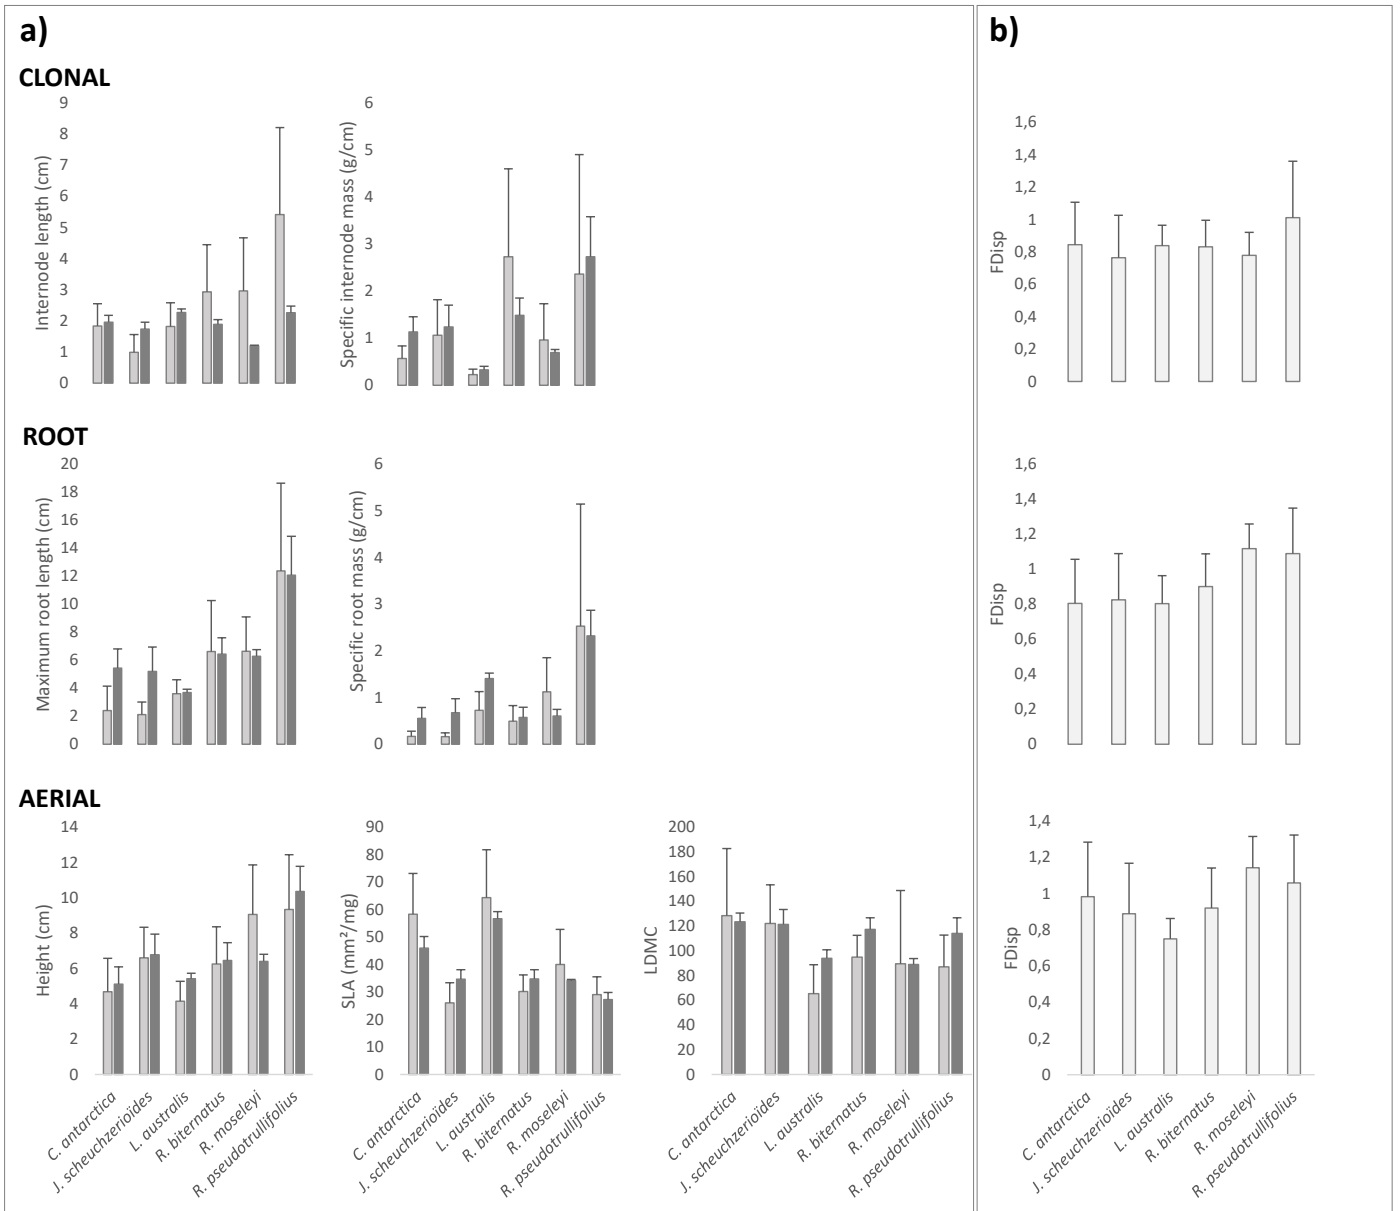 a)
CLONAL
Internode length (cm)
9
8
7
6
5
4
3
2
1
0
Specific internode mass (g/cm)
6
5
4
3
2
1
0
ROOT
Maximum root length (cm)
20
18
16
14
12
10
8
6
4
2
0
Specific root mass (g/cm)
6
5
4
3
2
1
0
AERIAL
Height (cm)
14
12
10
8
6
4
2
0
C. antarctica
J. scheuchzerioïdes
L. australis
R. biternatus
R. moseleyi
R. pseudotrullifolius
SLA (mm²/mg)
90
80
70
60
50
40
30
20
10
0
C. antarctica
J. scheuchzerioïdes
L. australis
R. biternatus
R. moseleyi
R. pseudotrullifolius
LDMC
200
180
160
140
120
100
80
60
40
20
0
C. antarctica
J. scheuchzerioïdes
L. australis
R. biternatus
R. moseleyi
R. pseudotrullifolius
b)
FDisp
1,6
1,4
1,2
1
0,8
0,6
0,4
0,2
0
FDisp
1,6
1,4
1,2
1
0,8
0,6
0,4
0,2
0
FDisp
1,4
1,2
1
0,8
0,6
0,4
0,2
0
C. antarctica
J. scheuchzerioïdes
L. australis
R. biternatus
R. moseleyi
R. pseudotrullifolius